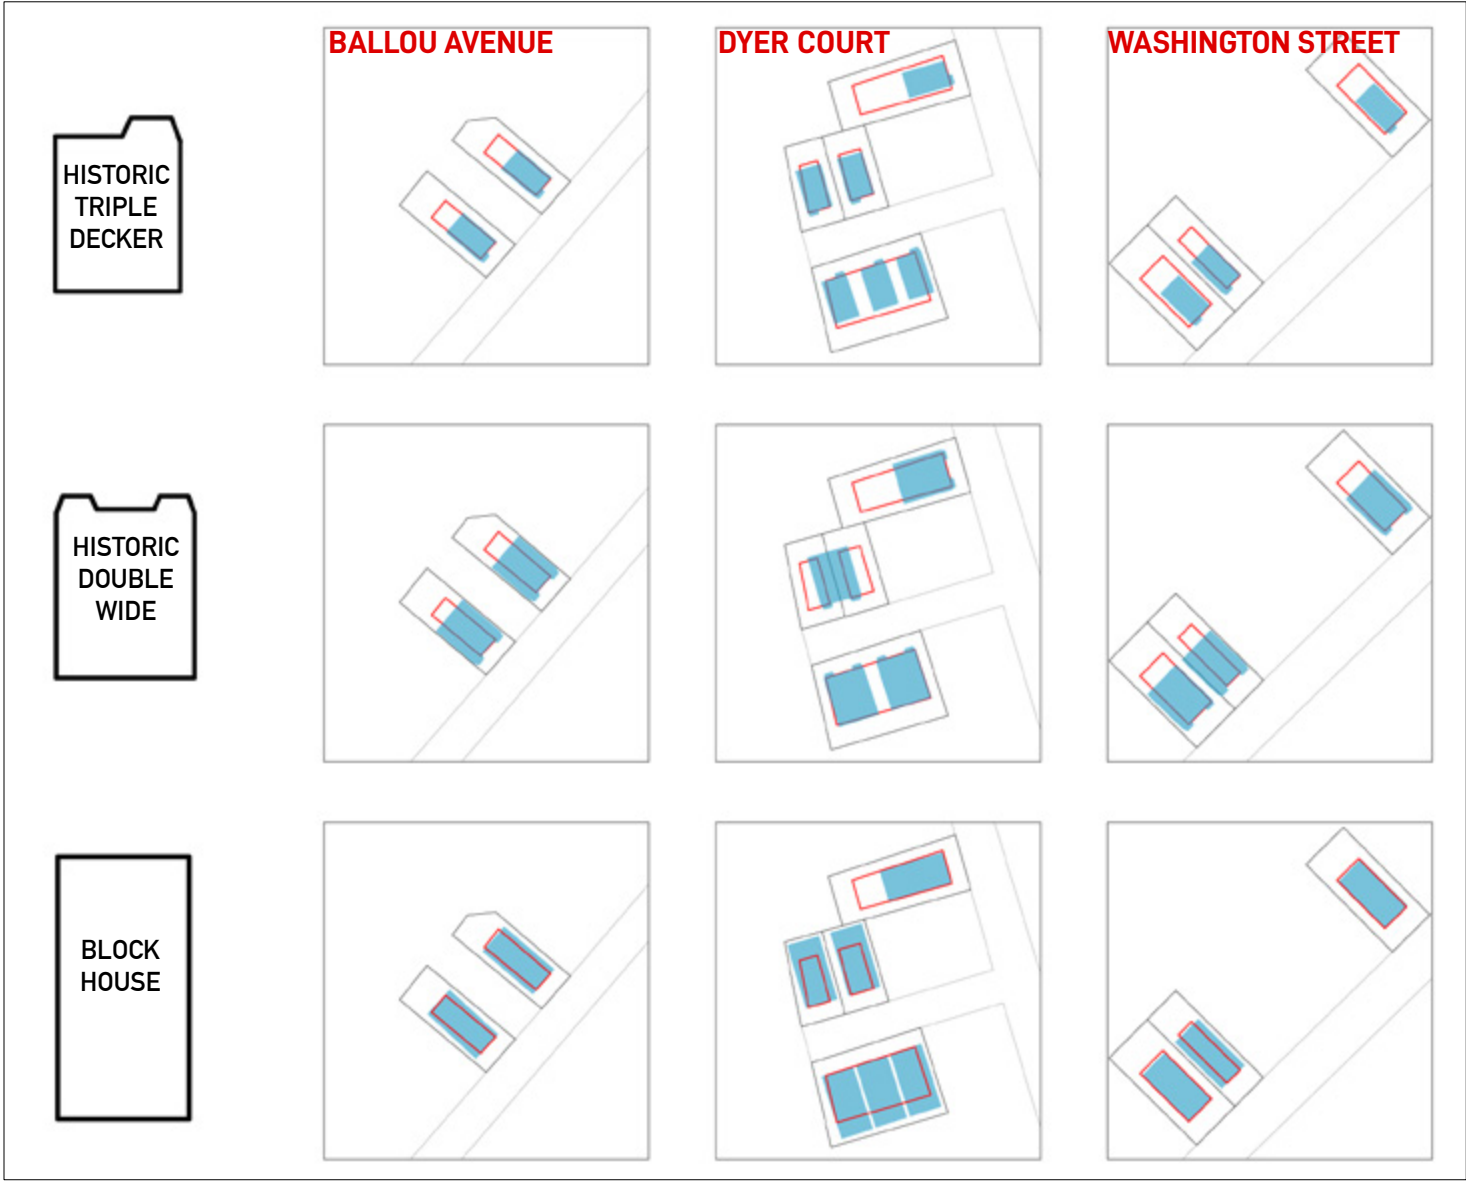 BALLOU AVENUE
DYER COURT
WASHINGTON STREET
HISTORIC
TRIPLE
DECKER
HISTORIC
DOUBLE
WIDE
BLOCK
HOUSE